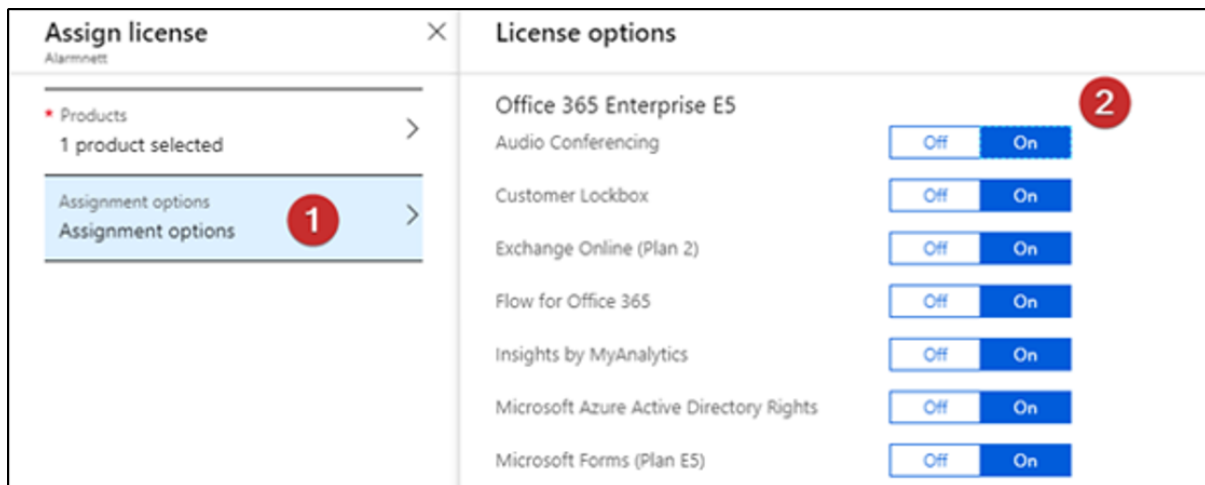 Assign license
Alarmnett
* Products
1 product selected
Assignment options
Assignment options
1
License options
Office 365 Enterprise E5
2
Audio Conferencing Off On
Customer Lockbox Off On
Exchange Online (Plan 2) Off On
Flow for Office 365 Off On
Insights by MyAnalytics Off On
Microsoft Azure Active Directory Rights Off On
Microsoft Forms (Plan E5) Off On